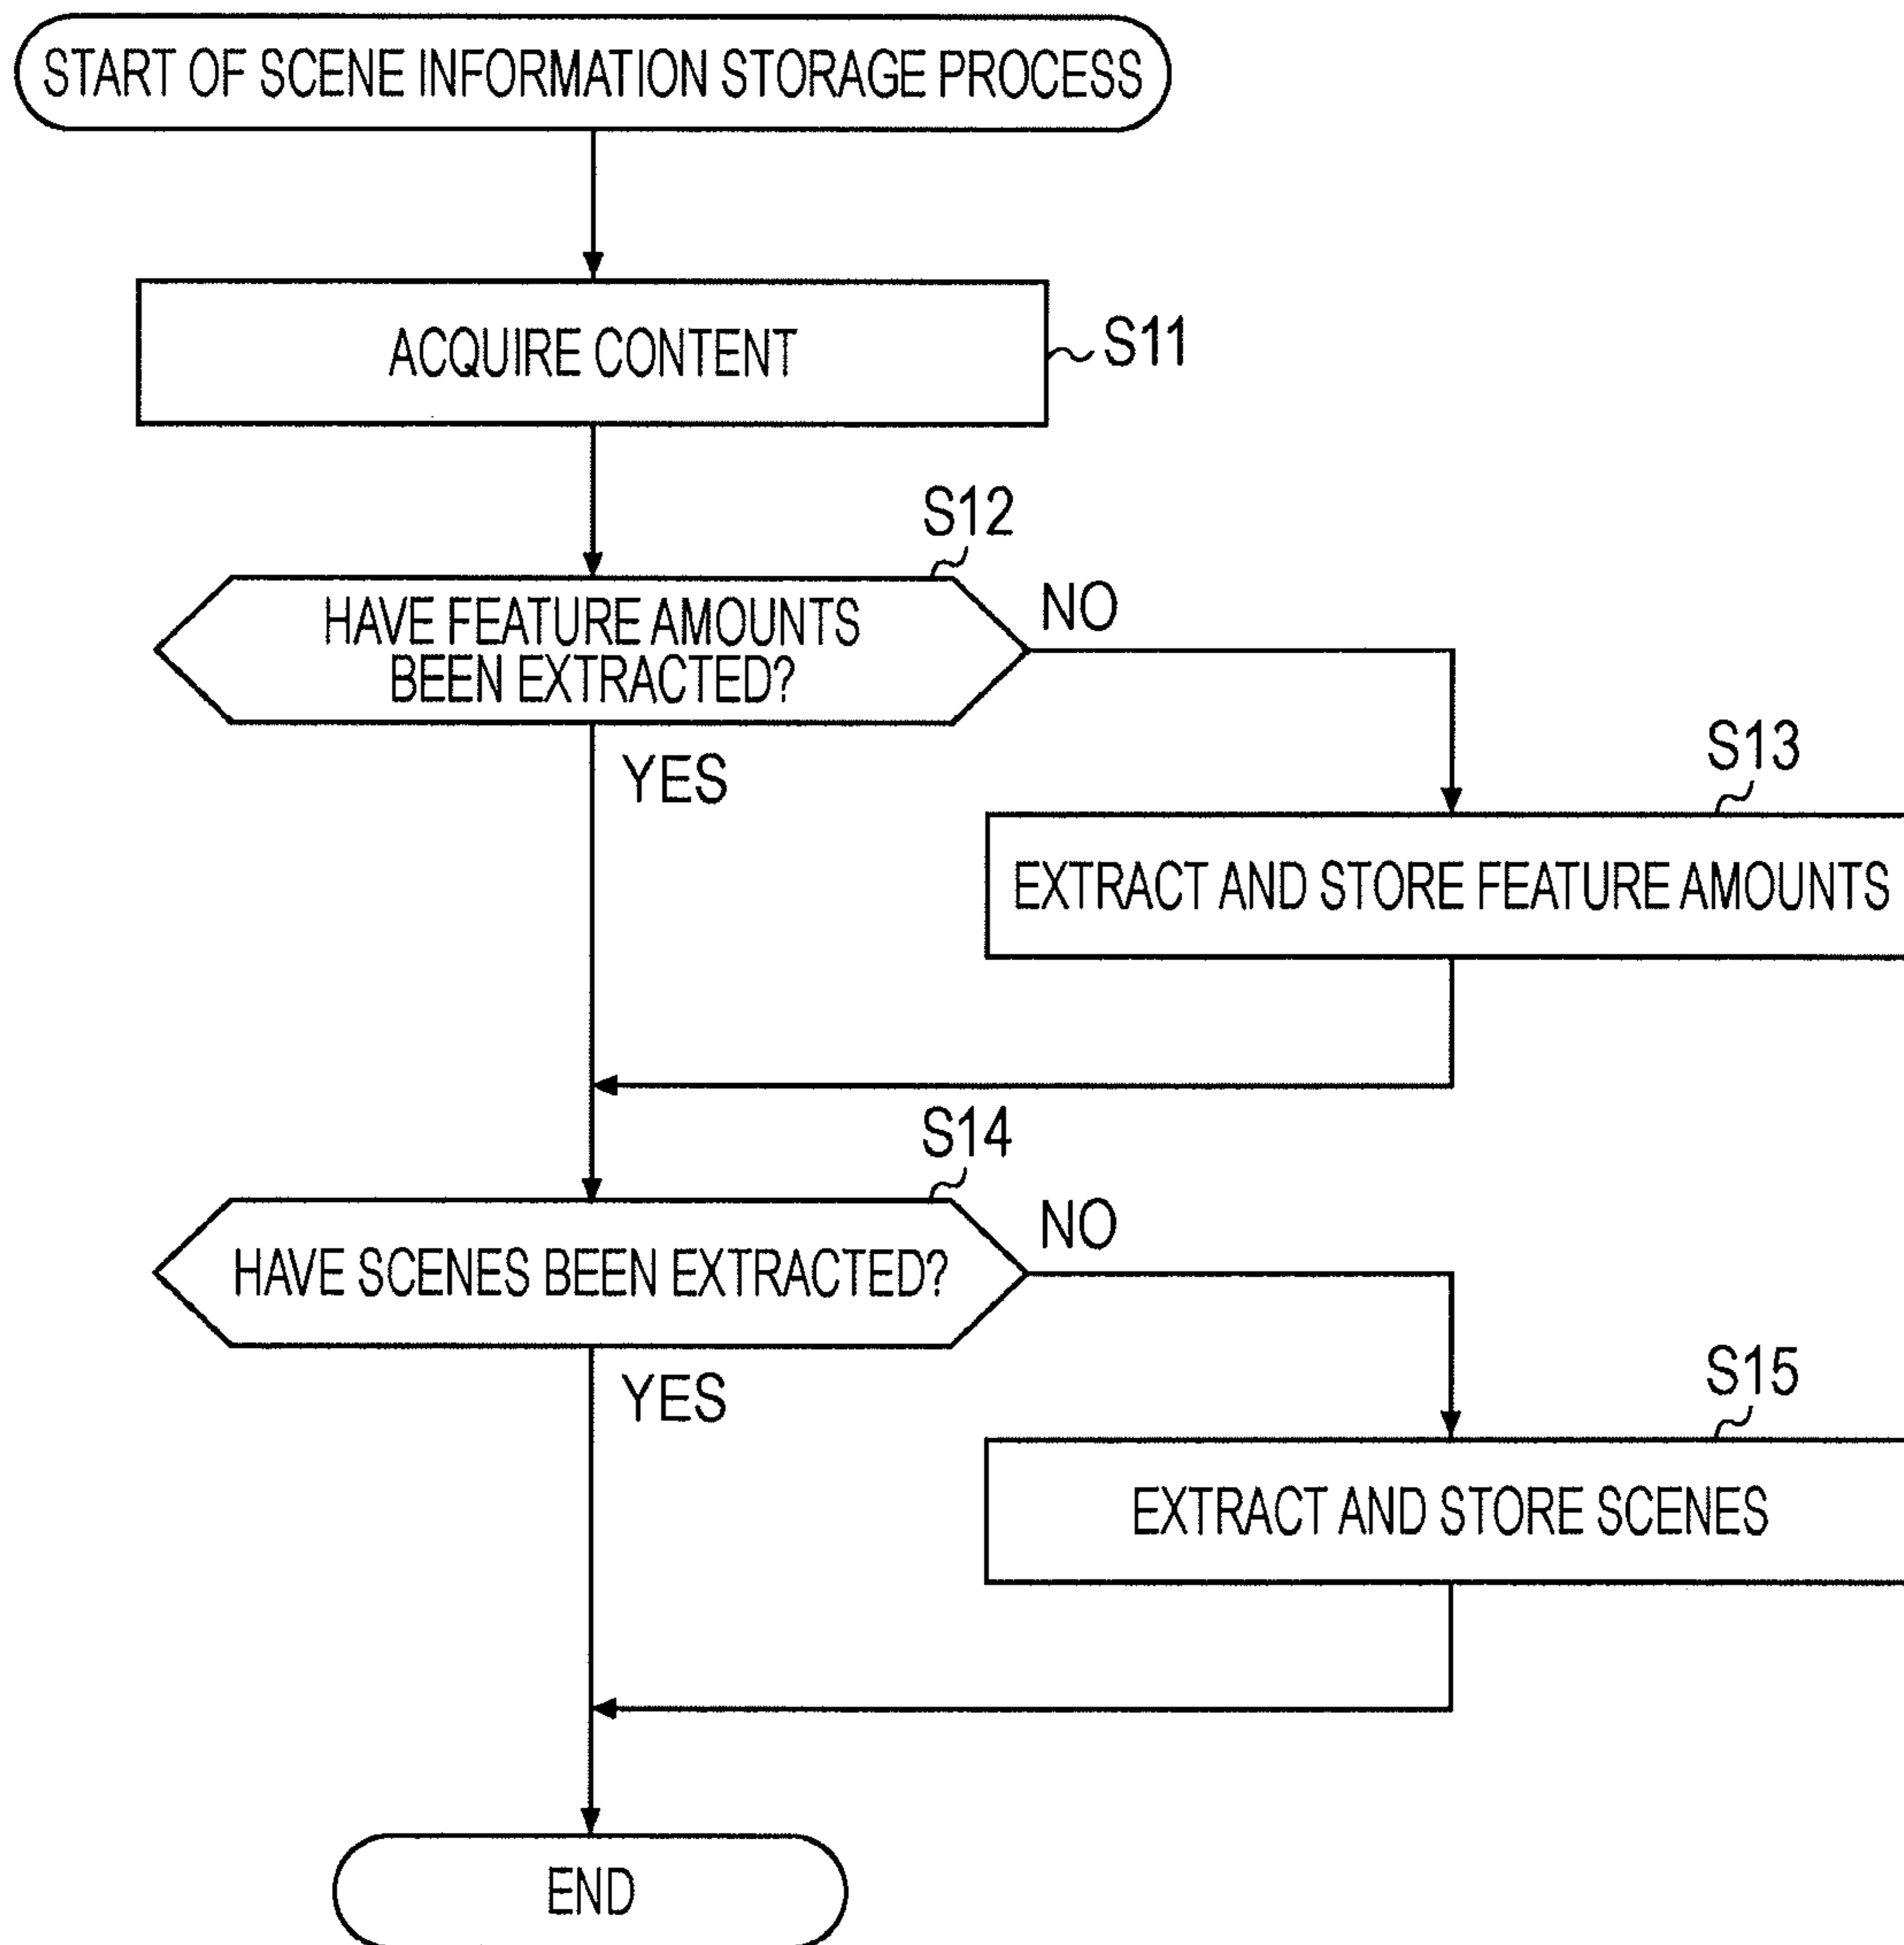 START OF SCENE INFORMATION STORAGE PROCESS
ACQUIRE CONTENT
S11
S12
HAVE FEATURE AMOUNTS
BEEN EXTRACTED?
NO
YES
S13
EXTRACT AND STORE FEATURE AMOUNTS
S14
HAVE SCENES BEEN EXTRACTED?
NO
YES
S15
EXTRACT AND STORE SCENES
END